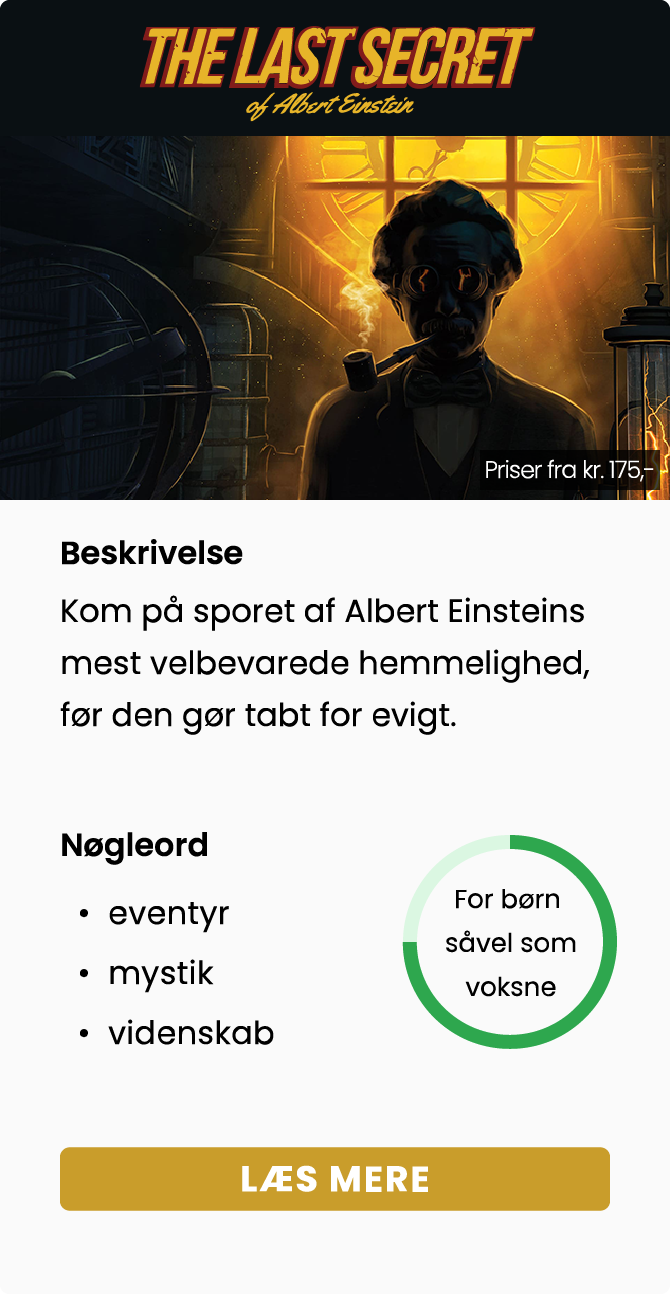 THE LAST SECRET
of Albert Einstein
Priser fra kr. 175,-
Beskrivelse
Kom på sporet af Albert Einsteins
mest velbevarede hemmelighed,
før den gør tabt for evigt.
Nøgleord
• eventyr
• mystik
• videnskab
For børn
såvel som
voksne
LÆS MERE